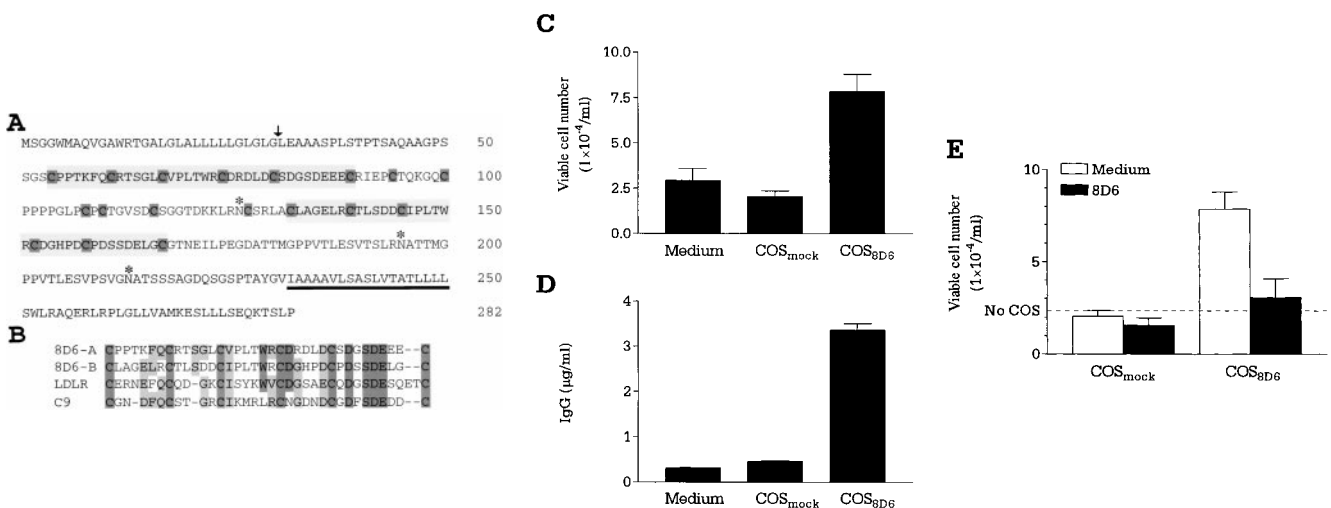 A
MSGGWMAQVGAWRTGALGLALLLLLGLGLGLEAAASPLSTPTSAQAAGPS 50
SGSCPPTKFQCRTSGLCVPLTWRCDRDLDCSDGSDEEECRIEPCTQKGQC 100
PPPPGLPCPCTGVSDCSGGTDKKLRNCSRLACLAGELRCTLSDDCIPLTW 150
RCDGHPDCPDSSDELGCGTNEILPEGDATTMGPPVTLESVTSLRNATTMG 200
PPVTLESVPSVGNATSSSAGDQSGSPTAYGVIAAAAVLSASLVTATLLLL 250
SWLRAQERLRPLGLLVAMKESLLLSEQKTSLP 282
B
8D6-A CPPTKFQCRTSGLCVPLTWRCDRDLDCSDGSDEEE--C
8D6-B CLAGELRCTLSDDCIPLTWRCDGHPDCPDSSDELG--C
LDLR CERNEFQCQD-GKCISYKWVCDGSAECQDGSDESQETC
C9 CGN-DFQCST-GRCIKMRLRCNGDNDCGDFSDEDD--C
C
Viable cell number
(1×10⁻⁴/ml)
10.0
7.5
5.0
2.5
0.0
Medium COSmock COS8D6
D
IgG (μg/ml)
4
3
2
1
0
Medium COSmock COS8D6
E
Medium
8D6
Viable cell number
(1×10⁻⁴/ml)
10
5
No COS
0
COSmock COS8D6